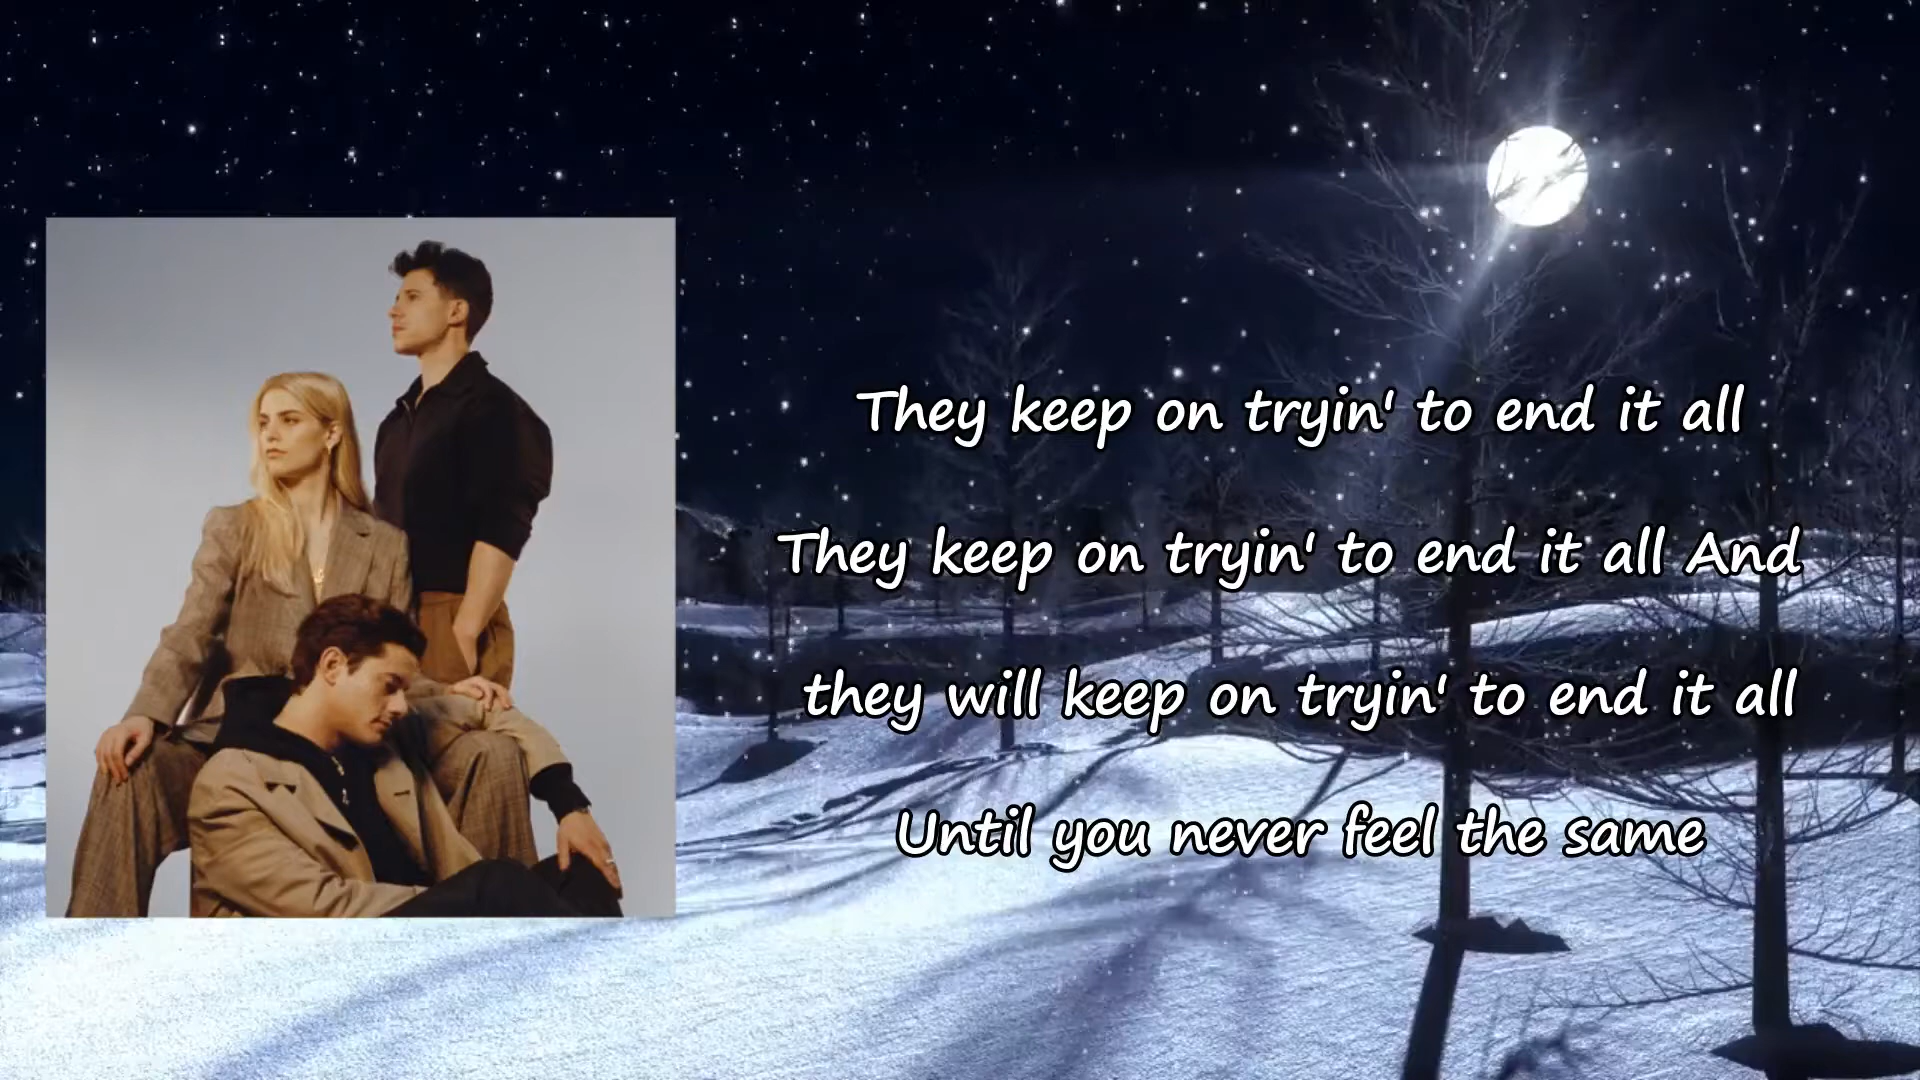 They keep on tryin' to end it all
They keep on tryin' to end it all And
they will keep on tryin' to end it all
Until you never feel the same